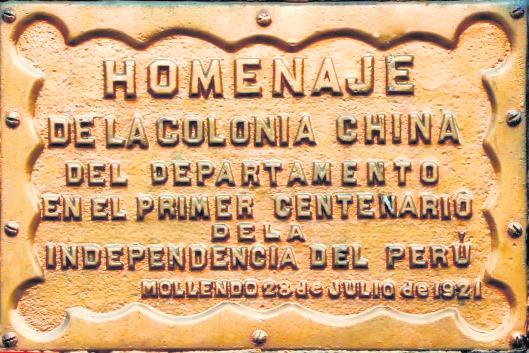 HOMENAJE
DE LA COLONIA CHINA
DEL DEPARTAMENTO
EN EL PRIMER CENTENARIO
DE LA
INDEPENDENCIA DEL PERÚ
MOLLENDO 28 de JULIO de 1921